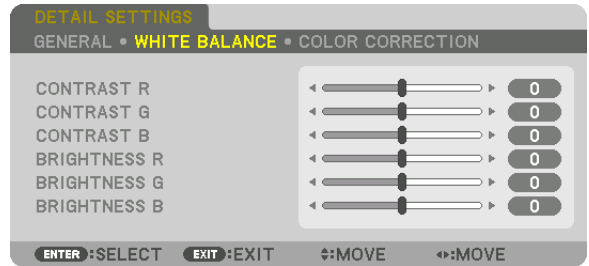 DETAIL SETTINGS
GENERAL • WHITE BALANCE • COLOR CORRECTION
CONTRAST R 0
CONTRAST G 0
CONTRAST B 0
BRIGHTNESS R 0
BRIGHTNESS G 0
BRIGHTNESS B 0
ENTER :SELECT EXIT :EXIT :MOVE :MOVE